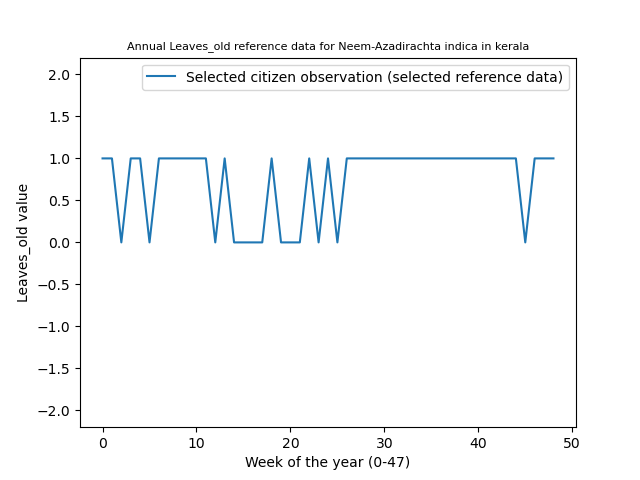 Annual Leaves_old reference data for Neem-Azadirachta indica in kerala
Selected citizen observation (selected reference data)
2.0
1.5
1.0
0.5
0.0
−0.5
−1.0
−1.5
−2.0
Leaves_old value
0 10 20 30 40 50
Week of the year (0-47)